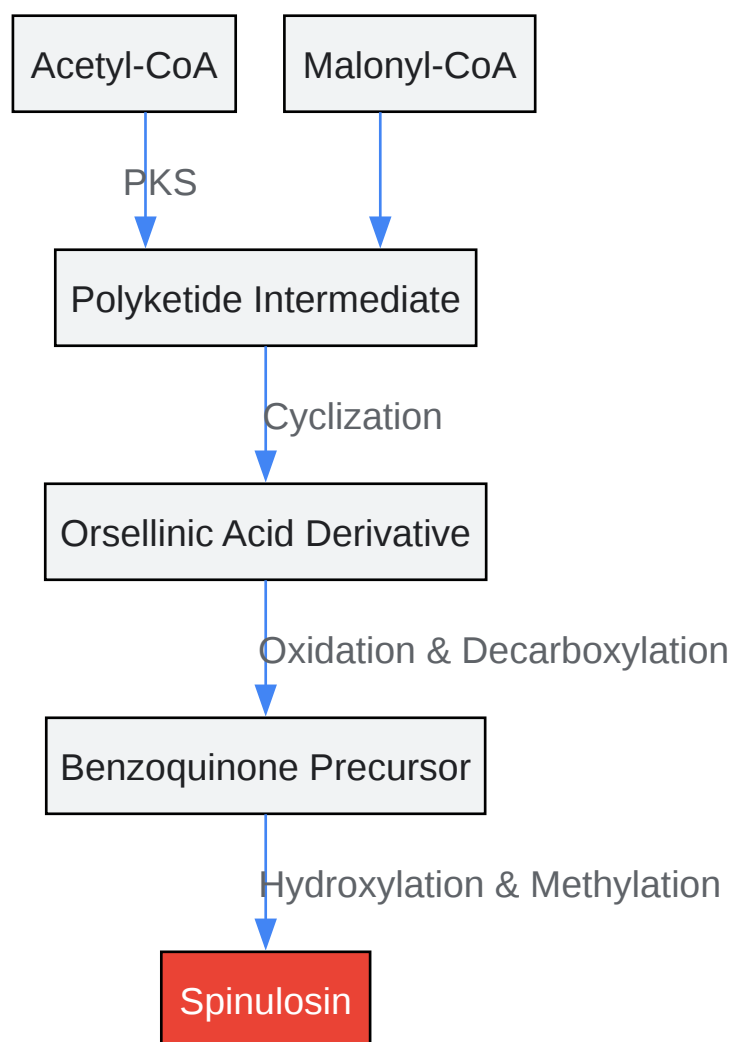 Acetyl-CoA
Malonyl-CoA
PKS
Polyketide Intermediate
Cyclization
Orsellinic Acid Derivative
Oxidation & Decarboxylation
Benzoquinone Precursor
Hydroxylation & Methylation
Spinulosin